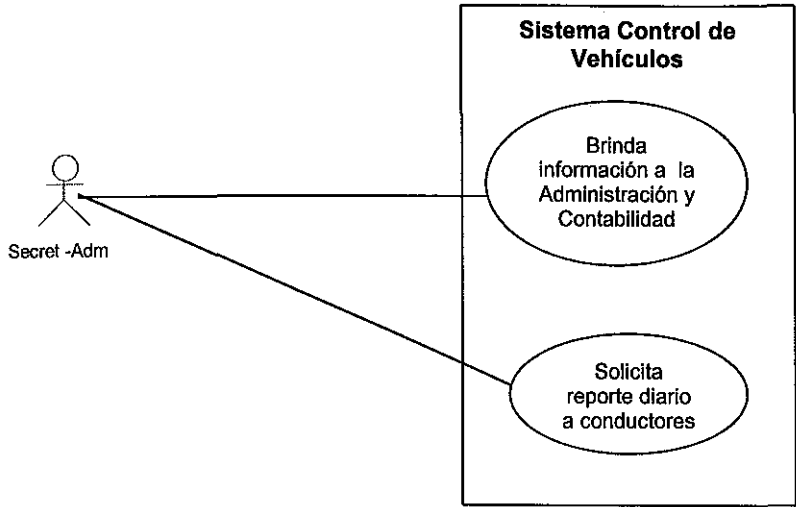 Sistema Control de
Vehículos
Brinda
información a la
Administración y
Contabilidad
Secret -Adm
Solicita
reporte diario
a conductores